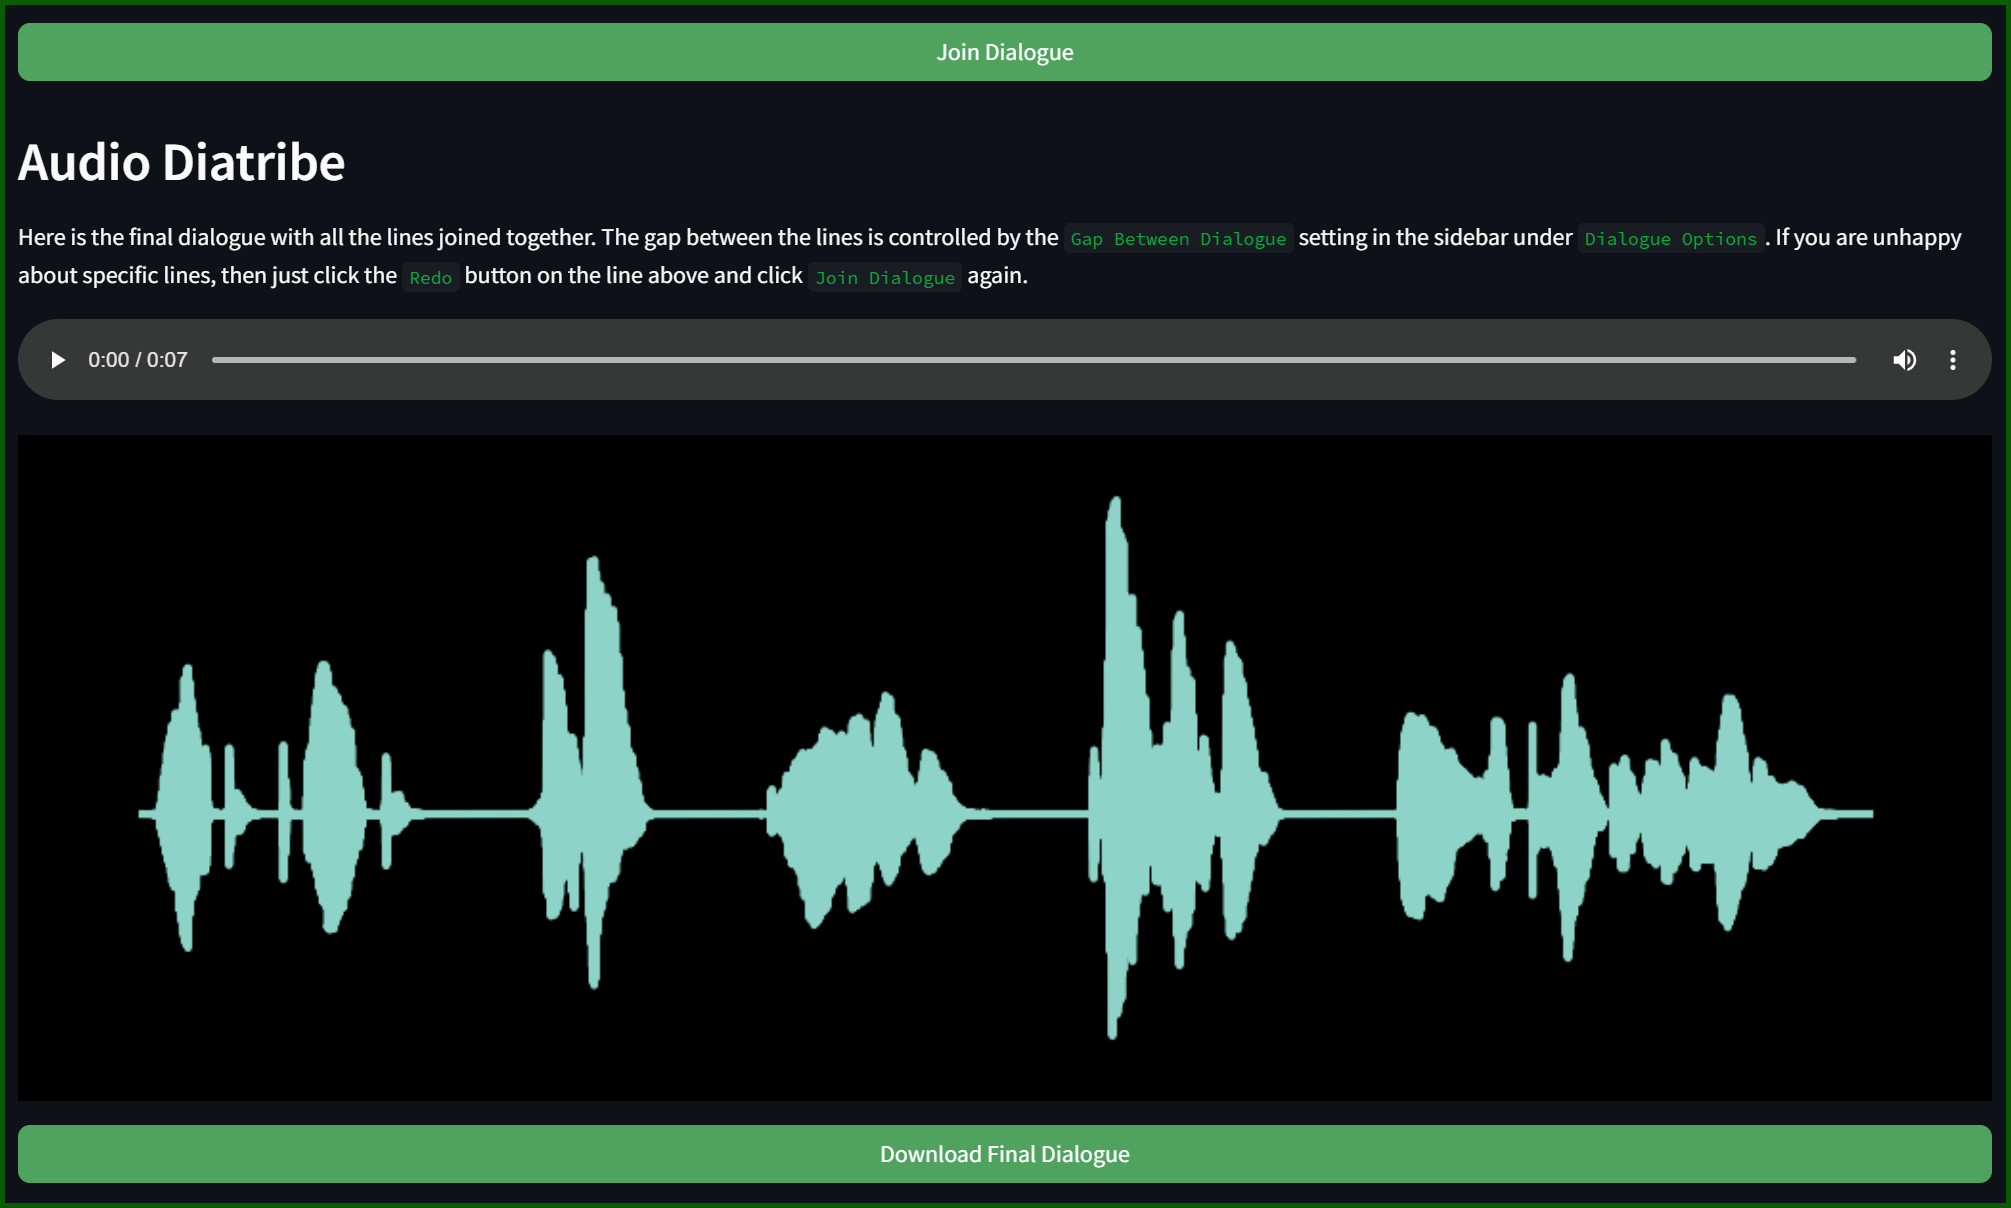 Join Dialogue
Audio Diatribe
Here is the final dialogue with all the lines joined together. The gap between the lines is controlled by the Gap Between Dialogue setting in the sidebar under Dialogue Options. If you are unhappy
about specific lines, then just click the Redo button on the line above and click Join Dialogue again.
0:00 / 0:07
Download Final Dialogue